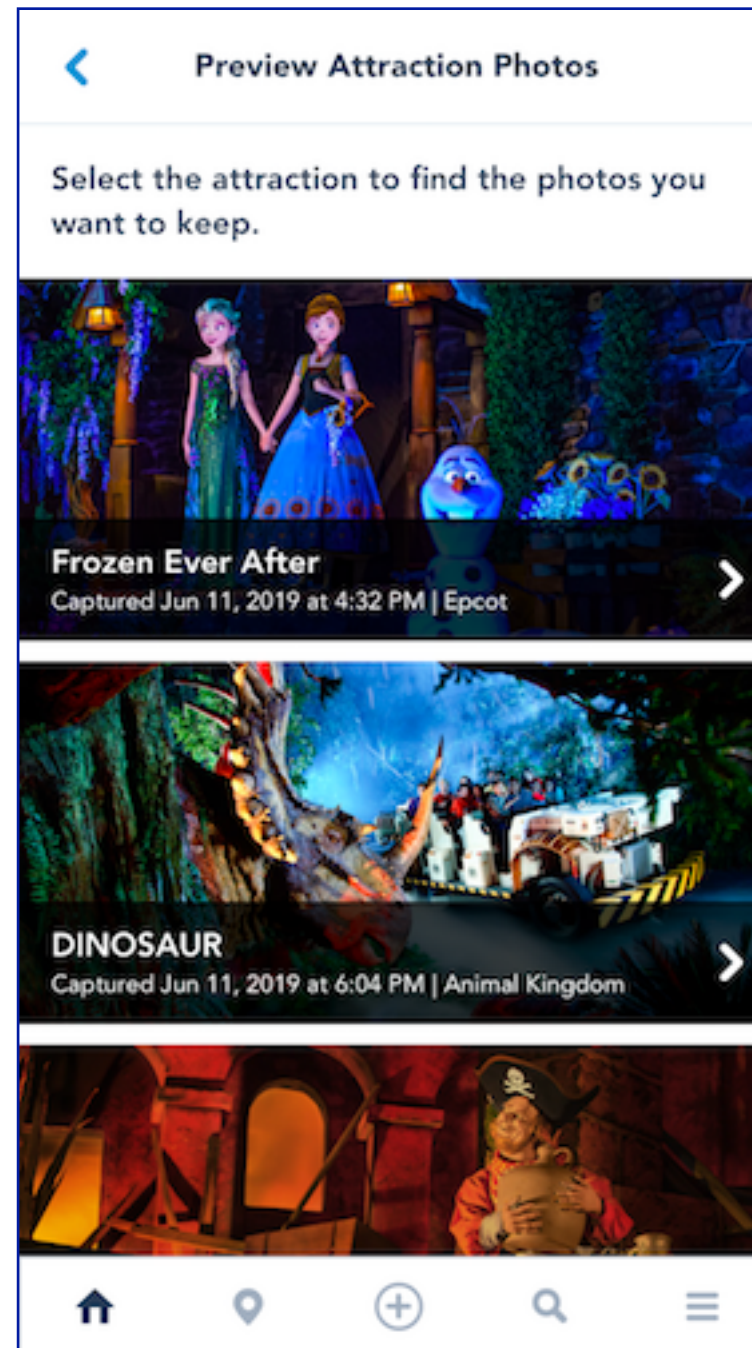 Preview Attraction Photos
Select the attraction to find the photos you
want to keep.
Frozen Ever After
Captured Jun 11, 2019 at 4:32 PM | Epcot
DINOSAUR
Captured Jun 11, 2019 at 6:04 PM | Animal Kingdom